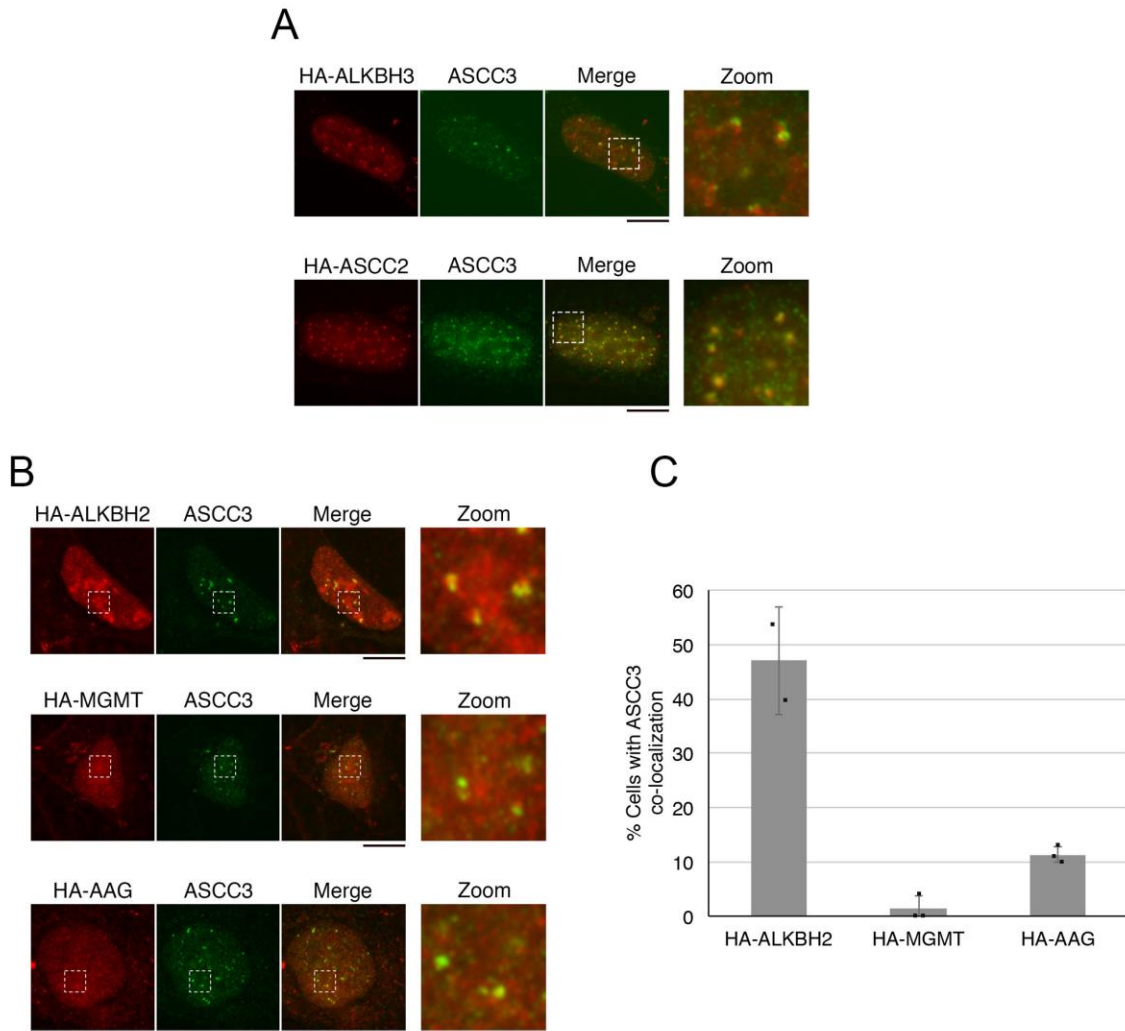 A
HA-ALKBH3 ASCC3 Merge Zoom
HA-ASCC2 ASCC3 Merge Zoom
B
HA-ALKBH2 ASCC3 Merge Zoom
HA-MGMT ASCC3 Merge Zoom
HA-AAG ASCC3 Merge Zoom
C
% Cells with ASCC3
co-localization
60
50
40
30
20
10
0
HA-ALKBH2 HA-MGMT HA-AAG